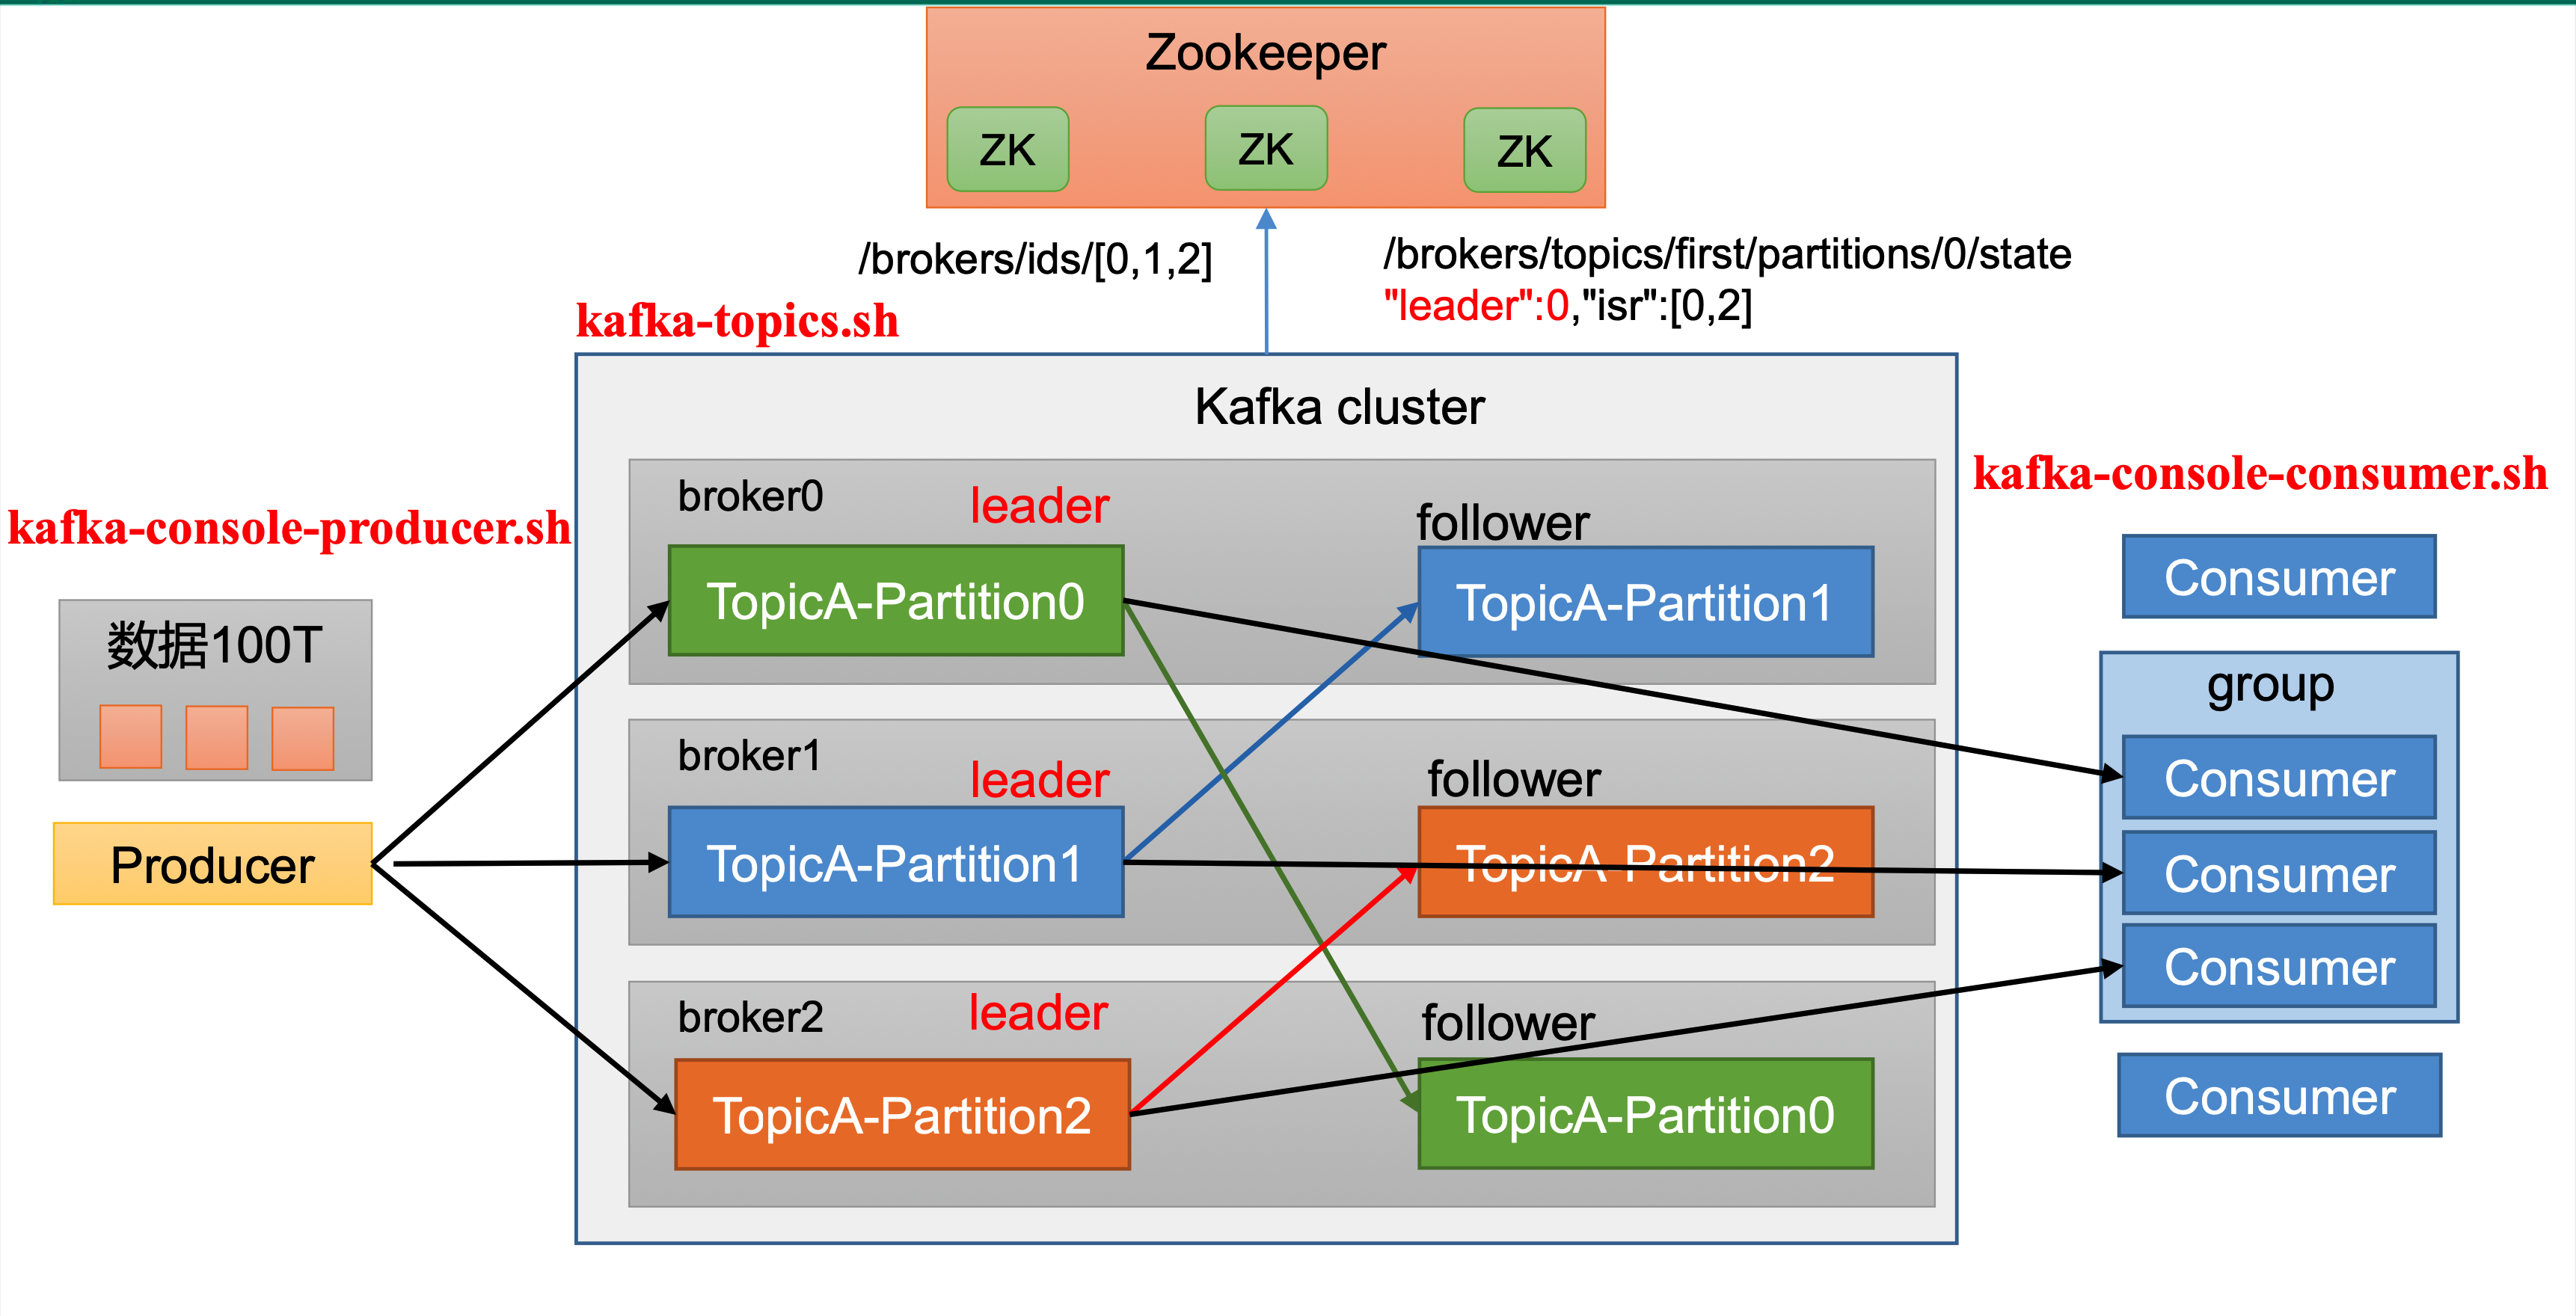 Zookeeper
ZK
ZK
ZK
/brokers/ids/[0,1,2]
/brokers/topics/first/partitions/0/state
"leader":0,"isr":[0,2]
kafka-topics.sh
Kafka cluster
kafka-console-producer.sh
数据100T
Producer
broker0
leader
follower
TopicA-Partition0
TopicA-Partition1
broker1
leader
follower
TopicA-Partition1
TopicA-Partition2
broker2
leader
follower
TopicA-Partition2
TopicA-Partition0
kafka-console-consumer.sh
Consumer
group
Consumer
Consumer
Consumer
Consumer